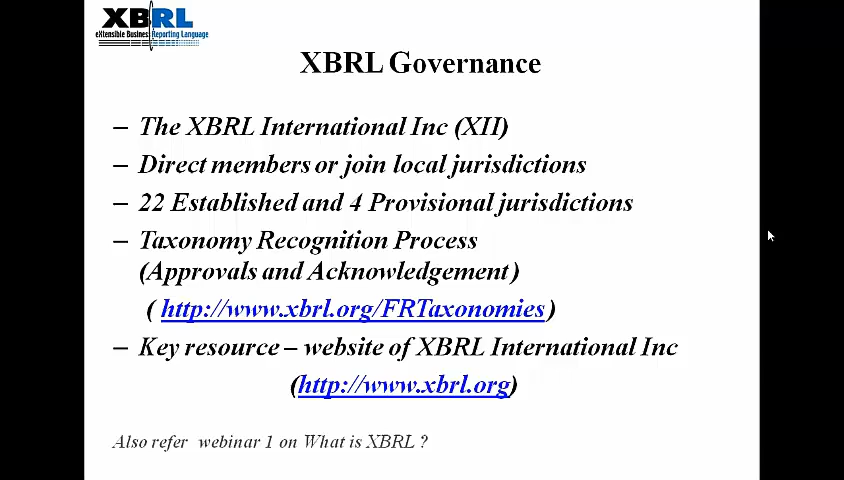 XBRL
eXtensible Business Reporting Language
XBRL Governance
– The XBRL International Inc (XII)
– Direct members or join local jurisdictions
– 22 Established and 4 Provisional jurisdictions
– Taxonomy Recognition Process
(Approvals and Acknowledgement)
( http://www.xbrl.org/FRTaxonomies)
– Key resource – website of XBRL International Inc
(http://www.xbrl.org)
Also refer webinar 1 on What is XBRL ?